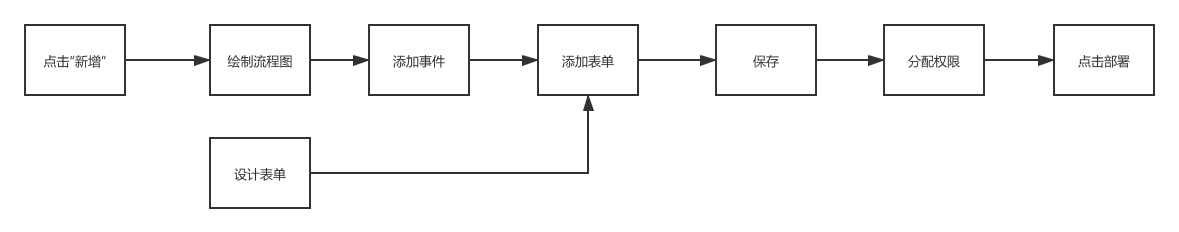 点击"新增"
绘制流程图
添加事件
添加表单
保存
分配权限
点击部署
设计表单